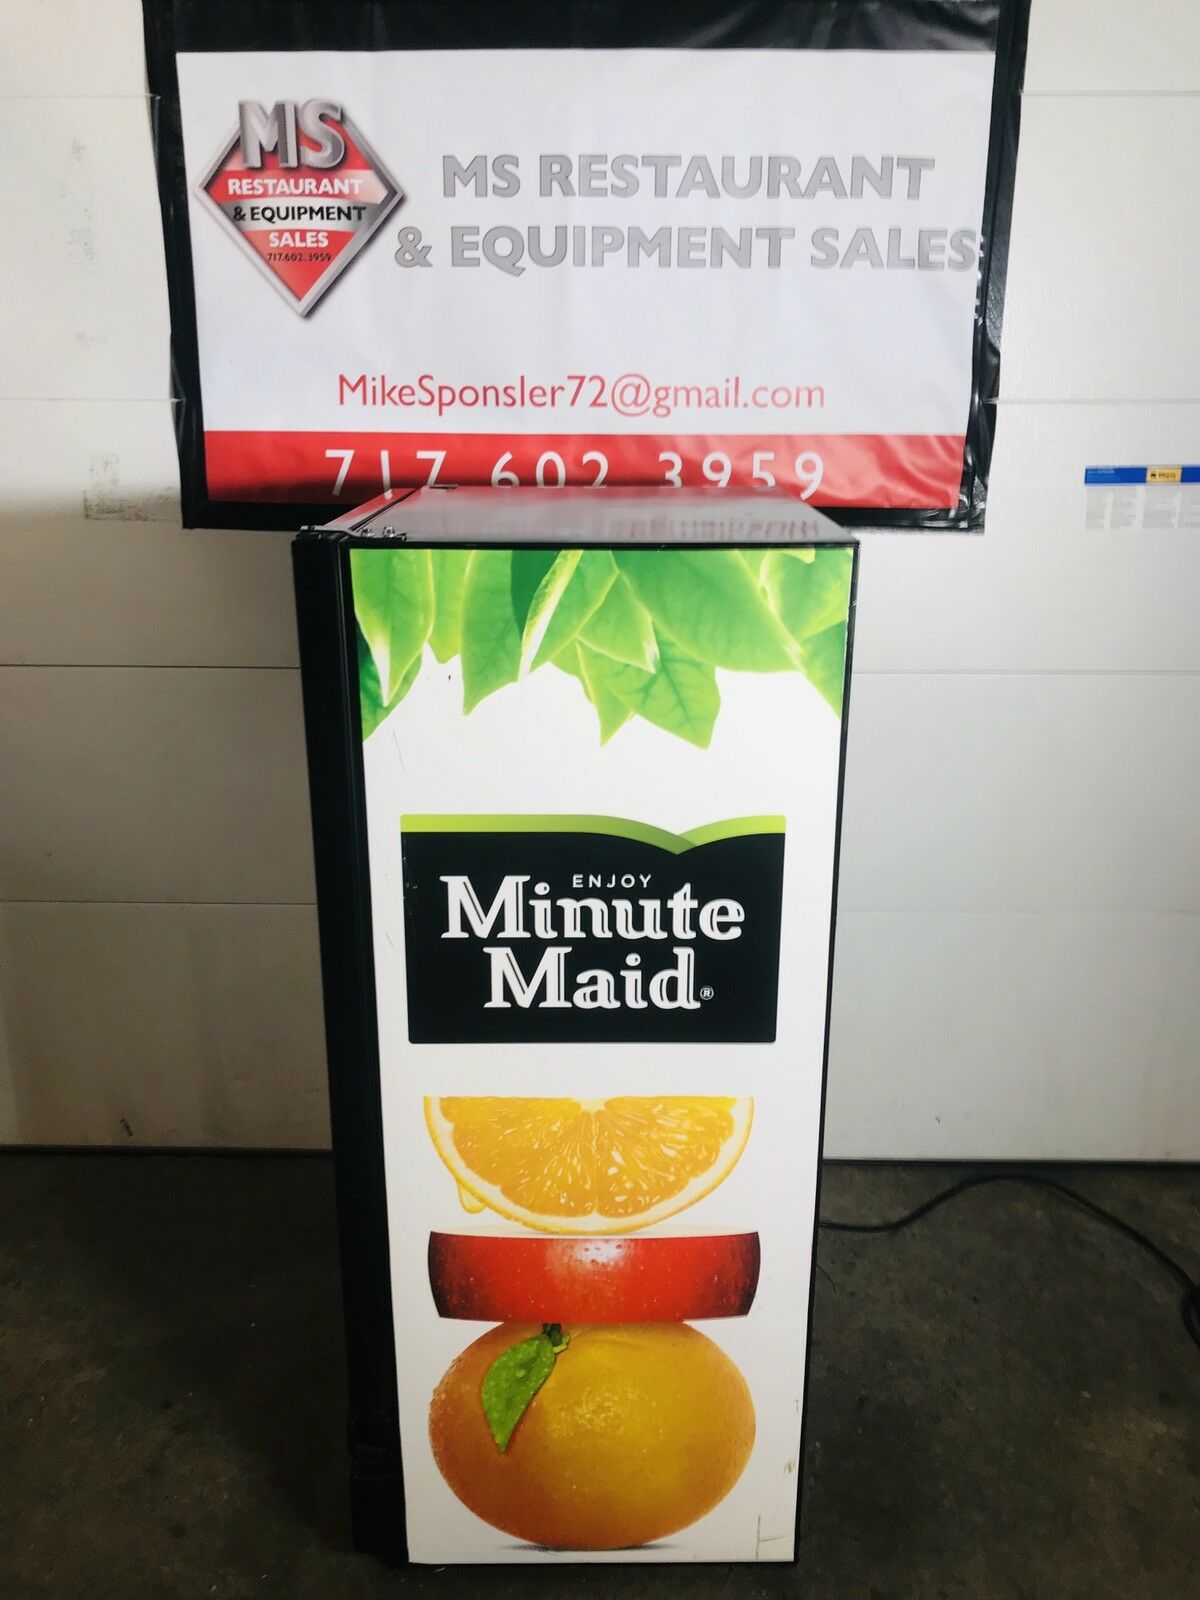 MS
RESTAURANT
& EQUIPMENT
SALES
717.602.3959
MS RESTAURANT
& EQUIPMENT SALES
MikeSponsler72@gmail.com
717 602 3959
ENJOY
Minute
Maid®